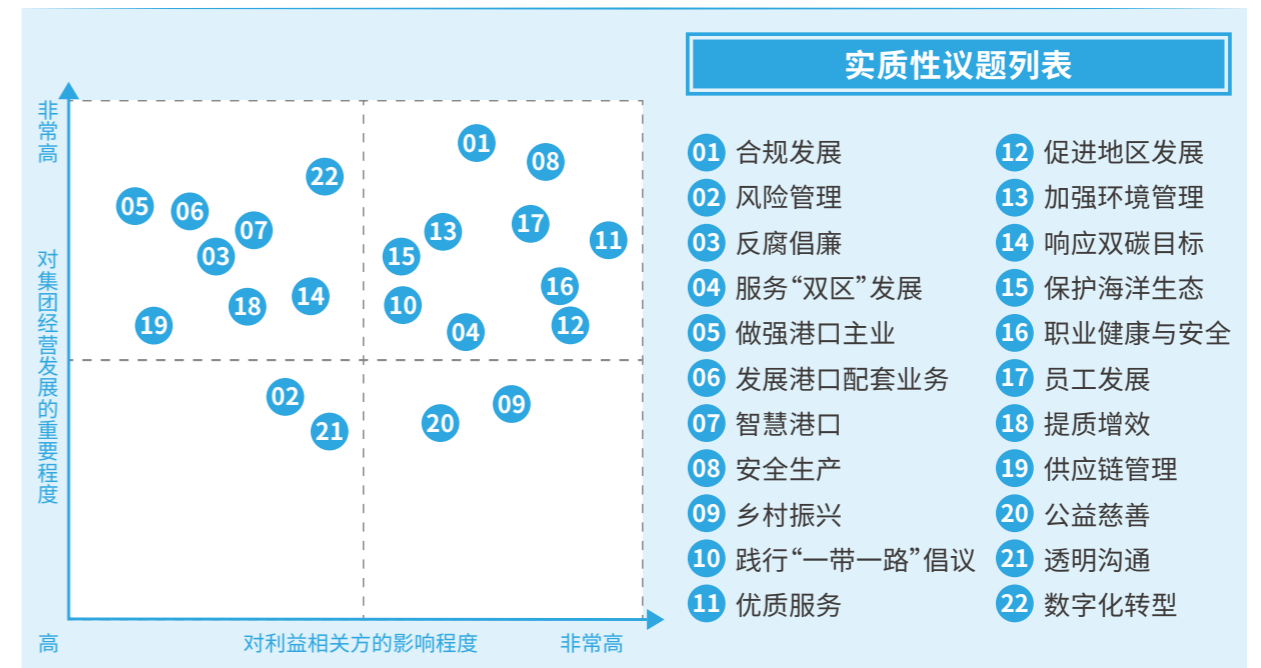 非常高
对集团经营发展的重要程度
01
08
22
05
06
17
07
13
11
03
15
16
14
10
18
19
12
04
02
09
20
21
高
对利益相关方的影响程度
非常高
实质性议题列表
01 合规发展
02 风险管理
03 反腐倡廉
04 服务“双区”发展
05 做强港口主业
06 发展港口配套业务
07 智慧港口
08 安全生产
09 乡村振兴
10 践行“一带一路”倡议
11 优质服务
12 促进地区发展
13 加强环境管理
14 响应双碳目标
15 保护海洋生态
16 职业健康与安全
17 员工发展
18 提质增效
19 供应链管理
20 公益慈善
21 透明沟通
22 数字化转型